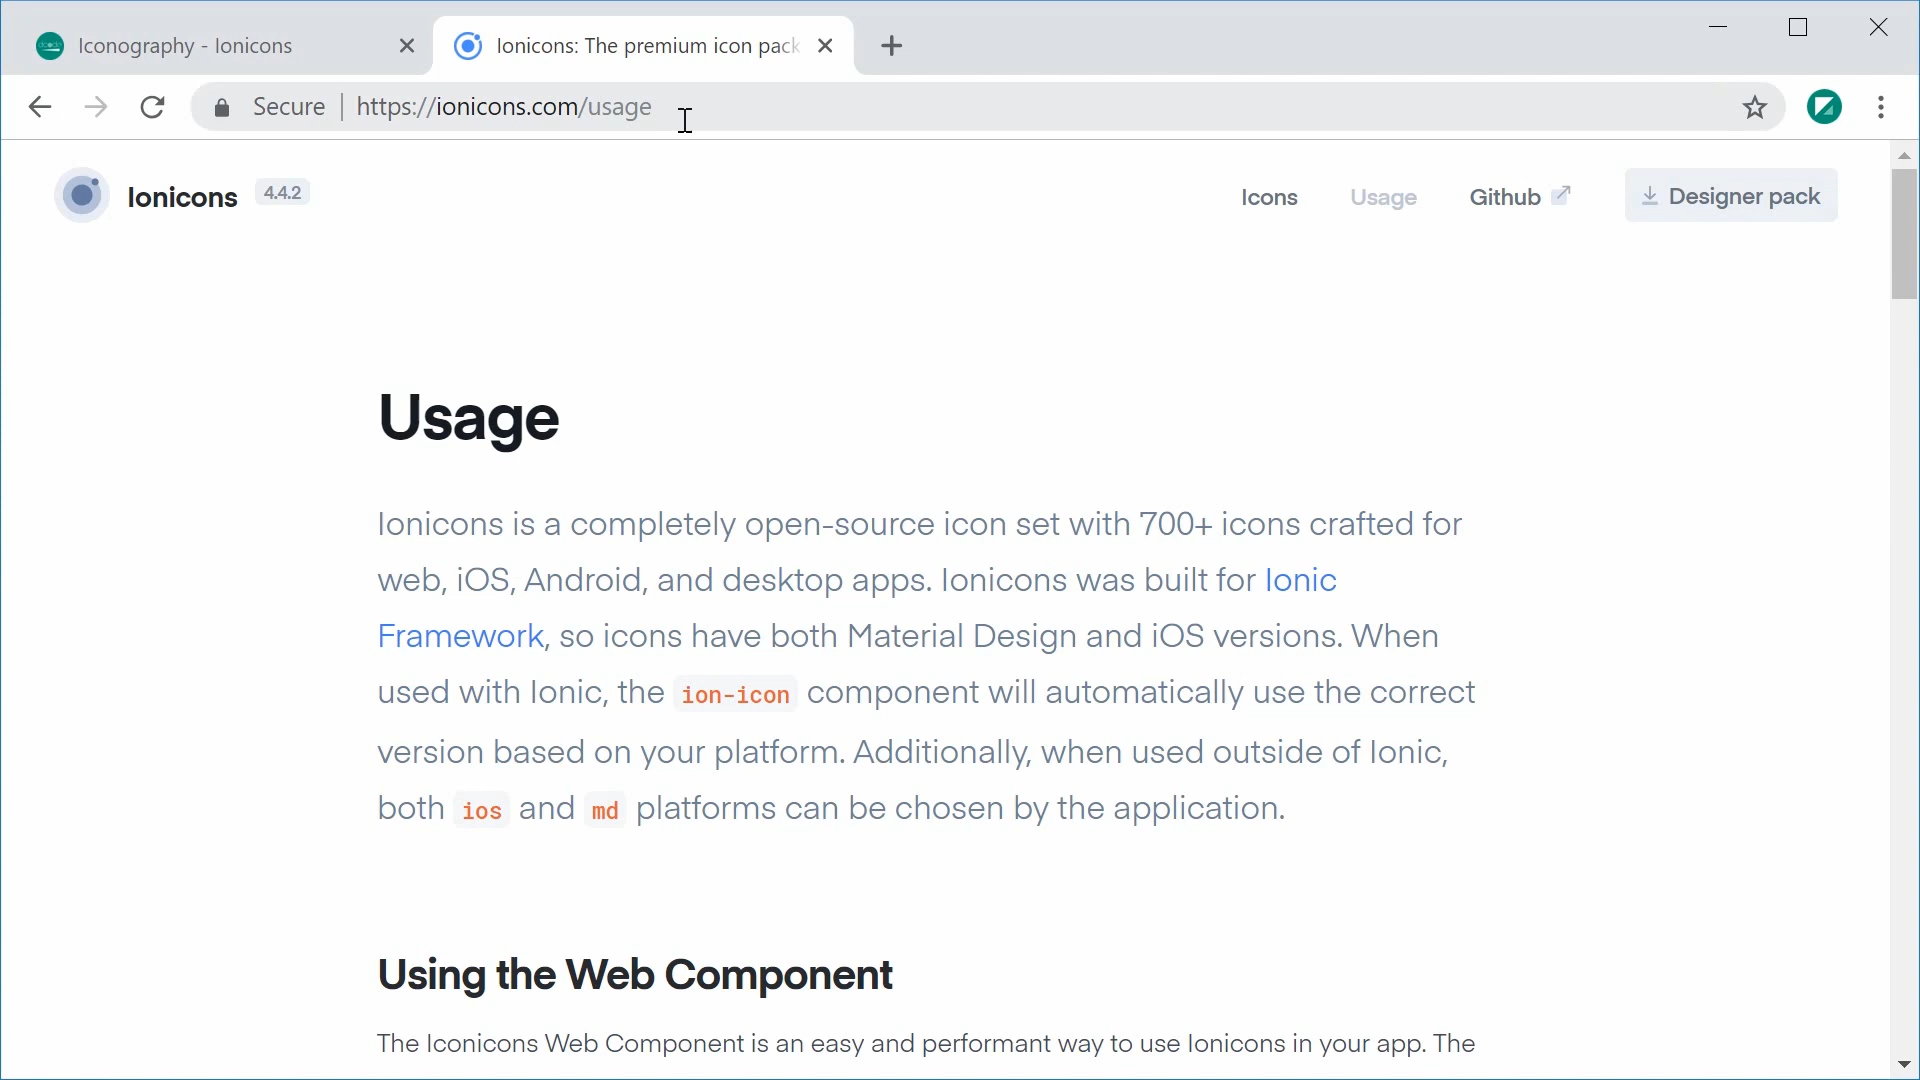 Iconography - Ionicons
Ionicons: The premium icon pack
Secure | https://ionicons.com/usage
Ionicons 4.4.2
Icons Usage Github Designer pack
Usage
Ionicons is a completely open-source icon set with 700+ icons crafted for
web, iOS, Android, and desktop apps. Ionicons was built for Ionic
Framework, so icons have both Material Design and iOS versions. When
used with Ionic, the ion-icon component will automatically use the correct
version based on your platform. Additionally, when used outside of Ionic,
both ios and md platforms can be chosen by the application.
Using the Web Component
The Iconicons Web Component is an easy and performant way to use Ionicons in your app. The